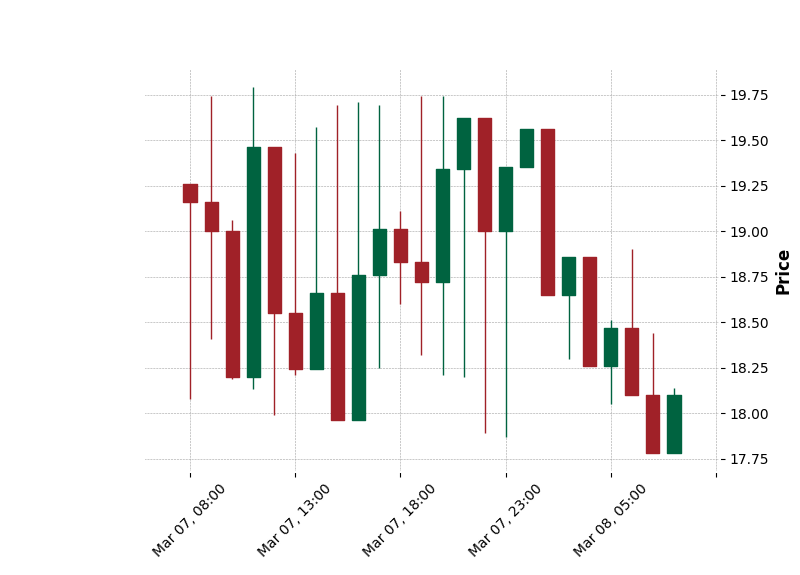 19.75
19.50
19.25
19.00
18.75
18.50
18.25
18.00
17.75
Price
Mar 07, 08:00
Mar 07, 13:00
Mar 07, 18:00
Mar 07, 23:00
Mar 08, 05:00